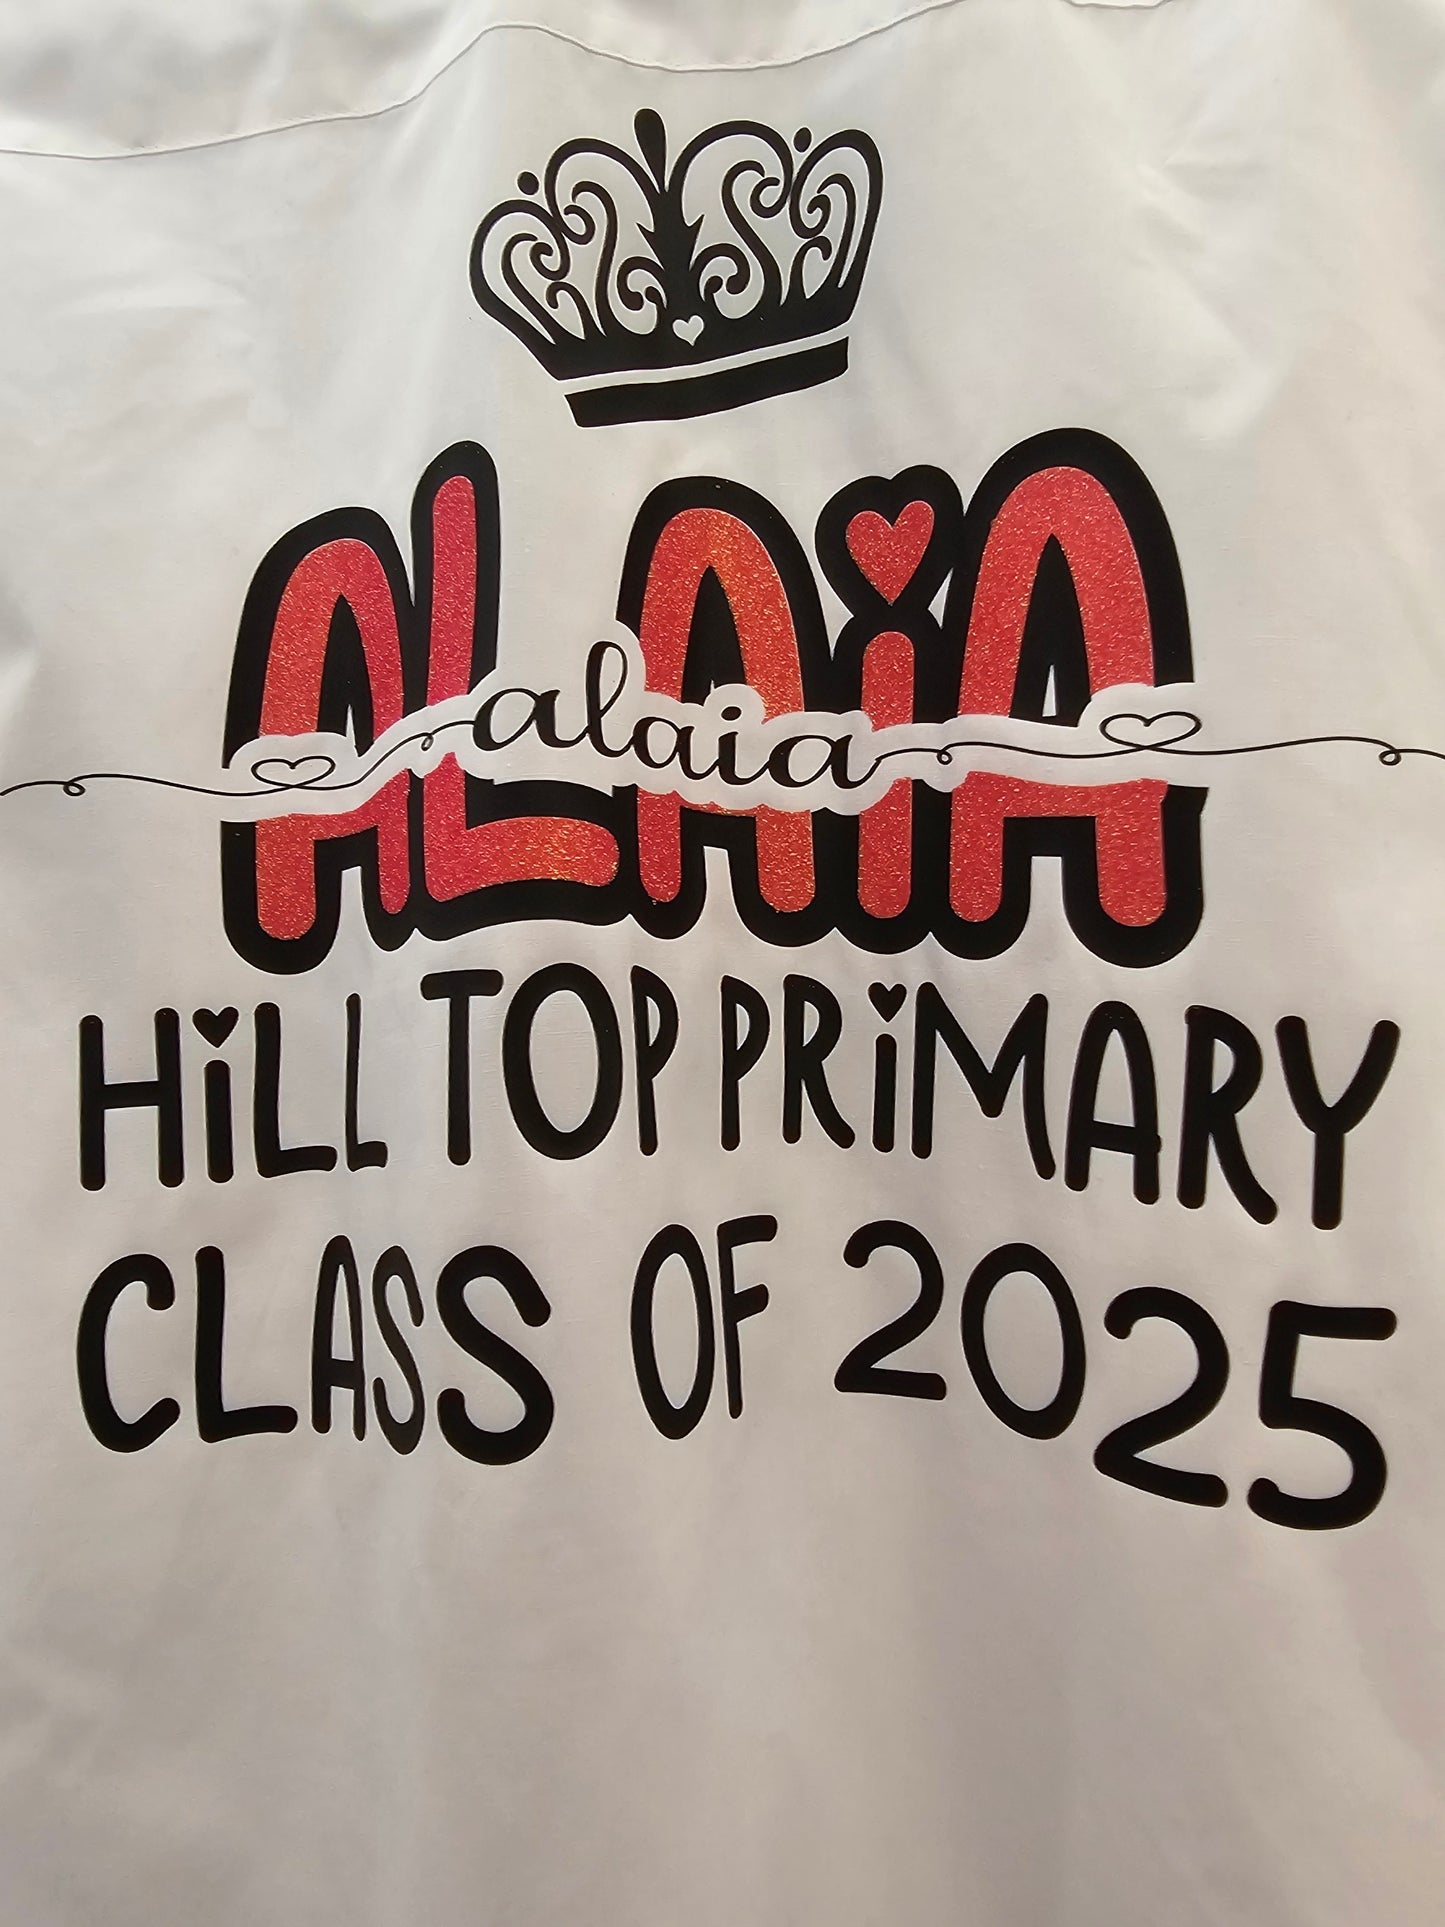 ALAiA
alaia
HiLL TOP PRiMARY
CLASS OF 2025